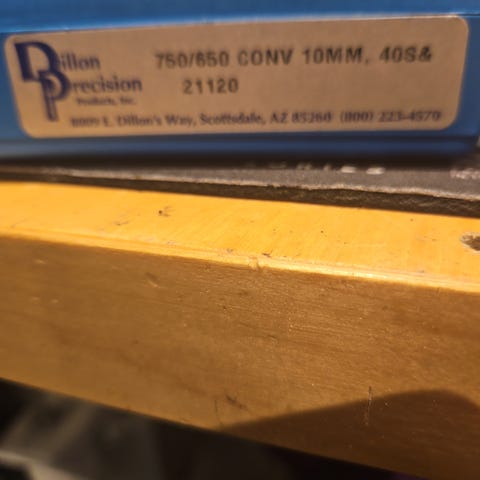 Dillon
Precision
Products, Inc.
750/650 CONV 10MM, 40S&
21120
8009 E. Dillon's Way, Scottsdale, AZ 85260 (800) 223-4570